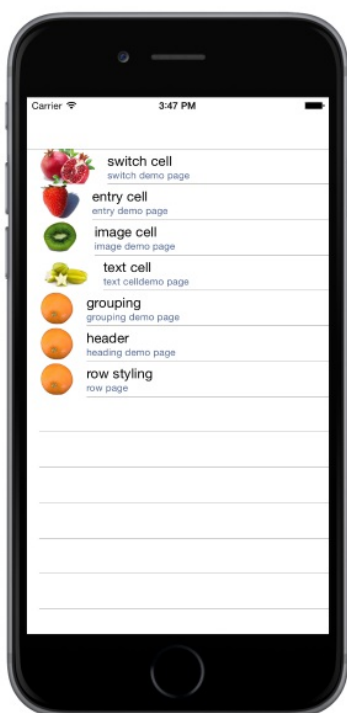 Carrier 3:47 PM
switch cell
switch demo page
entry cell
entry demo page
image cell
image demo page
text cell
text celldemo page
grouping
grouping demo page
header
heading demo page
row styling
row page